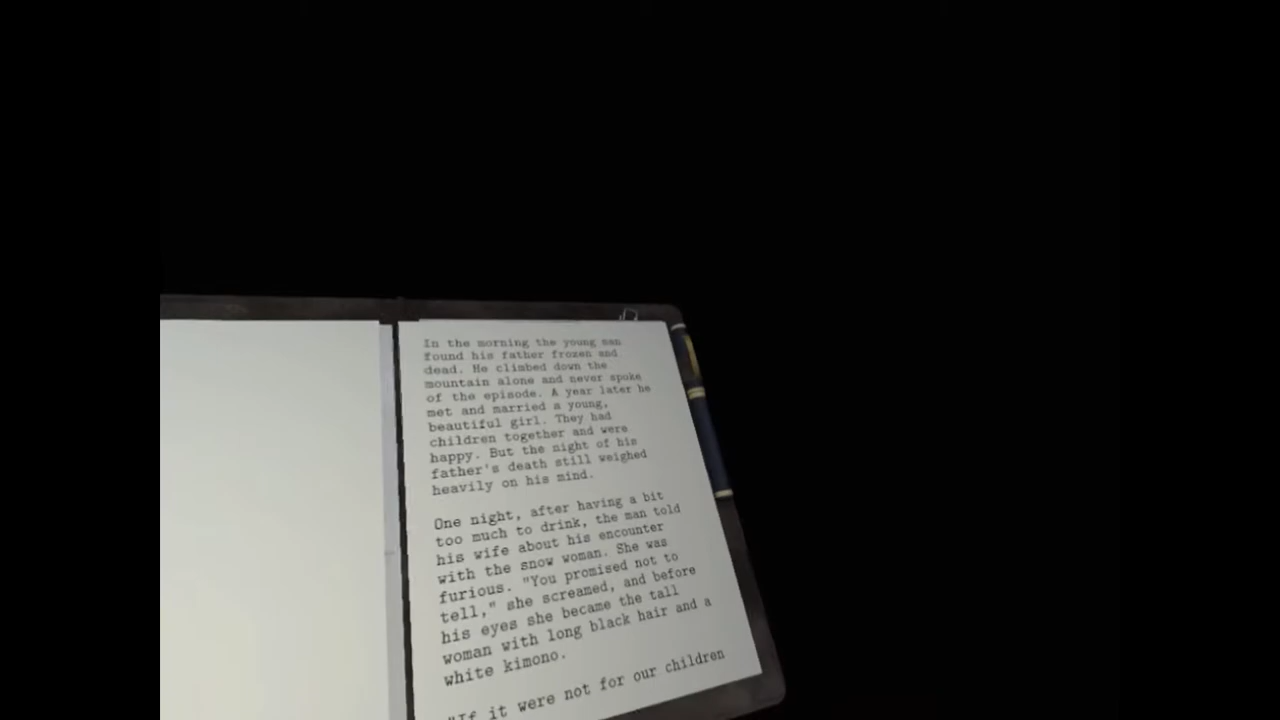 In the morning the young man
found his father frozen and
dead. He climbed down the
mountain alone and never spoke
of the episode. A year later he
met and married a young,
beautiful girl. They had
children together and were
happy. But the night of his
father's death still weighed
heavily on his mind.
One night, after having a bit
too much to drink, the man told
his wife about his encounter
with the snow woman. She was
furious. "You promised not to
tell," she screamed, and before
his eyes she became the tall
woman with long black hair and a
white kimono.
"If it were not for our children